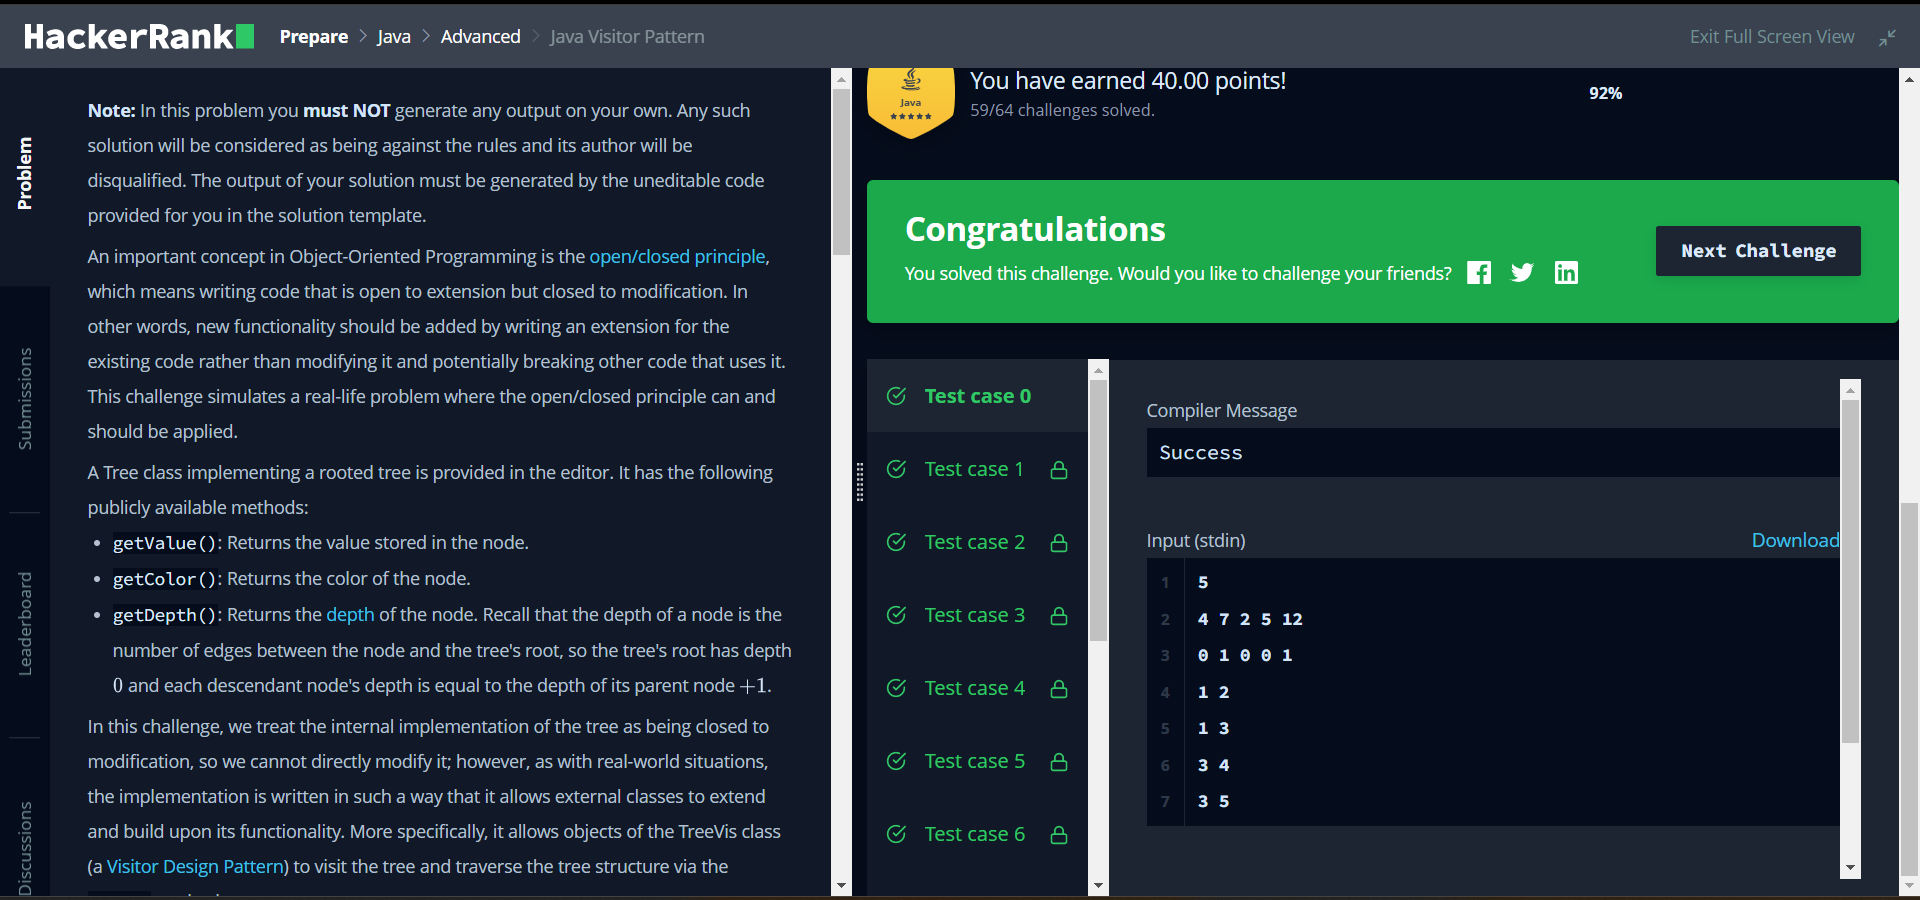 HackerRank
Prepare > Java > Advanced > Java Visitor Pattern
Exit Full Screen View
Problem
Submissions
Leaderboard
Discussions
Note: In this problem you must NOT generate any output on your own. Any such
solution will be considered as being against the rules and its author will be
disqualified. The output of your solution must be generated by the uneditable code
provided for you in the solution template.
An important concept in Object-Oriented Programming is the open/closed principle,
which means writing code that is open to extension but closed to modification. In
other words, new functionality should be added by writing an extension for the
existing code rather than modifying it and potentially breaking other code that uses it.
This challenge simulates a real-life problem where the open/closed principle can and
should be applied.
A Tree class implementing a rooted tree is provided in the editor. It has the following
publicly available methods:
• getValue(): Returns the value stored in the node.
• getColor(): Returns the color of the node.
• getDepth(): Returns the depth of the node. Recall that the depth of a node is the
number of edges between the node and the tree's root, so the tree's root has depth
0 and each descendant node's depth is equal to the depth of its parent node +1.
In this challenge, we treat the internal implementation of the tree as being closed to
modification, so we cannot directly modify it; however, as with real-world situations,
the implementation is written in such a way that it allows external classes to extend
and build upon its functionality. More specifically, it allows objects of the TreeVis class
(a Visitor Design Pattern) to visit the tree and traverse the tree structure via the
Java
You have earned 40.00 points!
59/64 challenges solved.
92%
Congratulations
You solved this challenge. Would you like to challenge your friends?
Next Challenge
Test case 0
Test case 1
Test case 2
Test case 3
Test case 4
Test case 5
Test case 6
Compiler Message
Success
Input (stdin)
Download
1 5
2 4 7 2 5 12
3 0 1 0 0 1
4 1 2
5 1 3
6 3 4
7 3 5